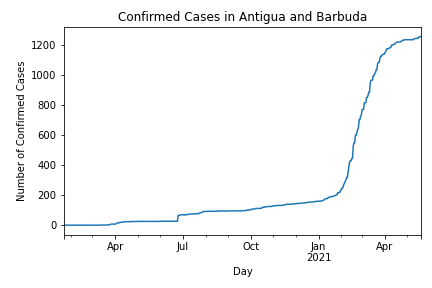 Confirmed Cases in Antigua and Barbuda
Number of Confirmed Cases
1200
1000
800
600
400
200
0
Apr
Jul
Oct
Jan
2021
Apr
Day